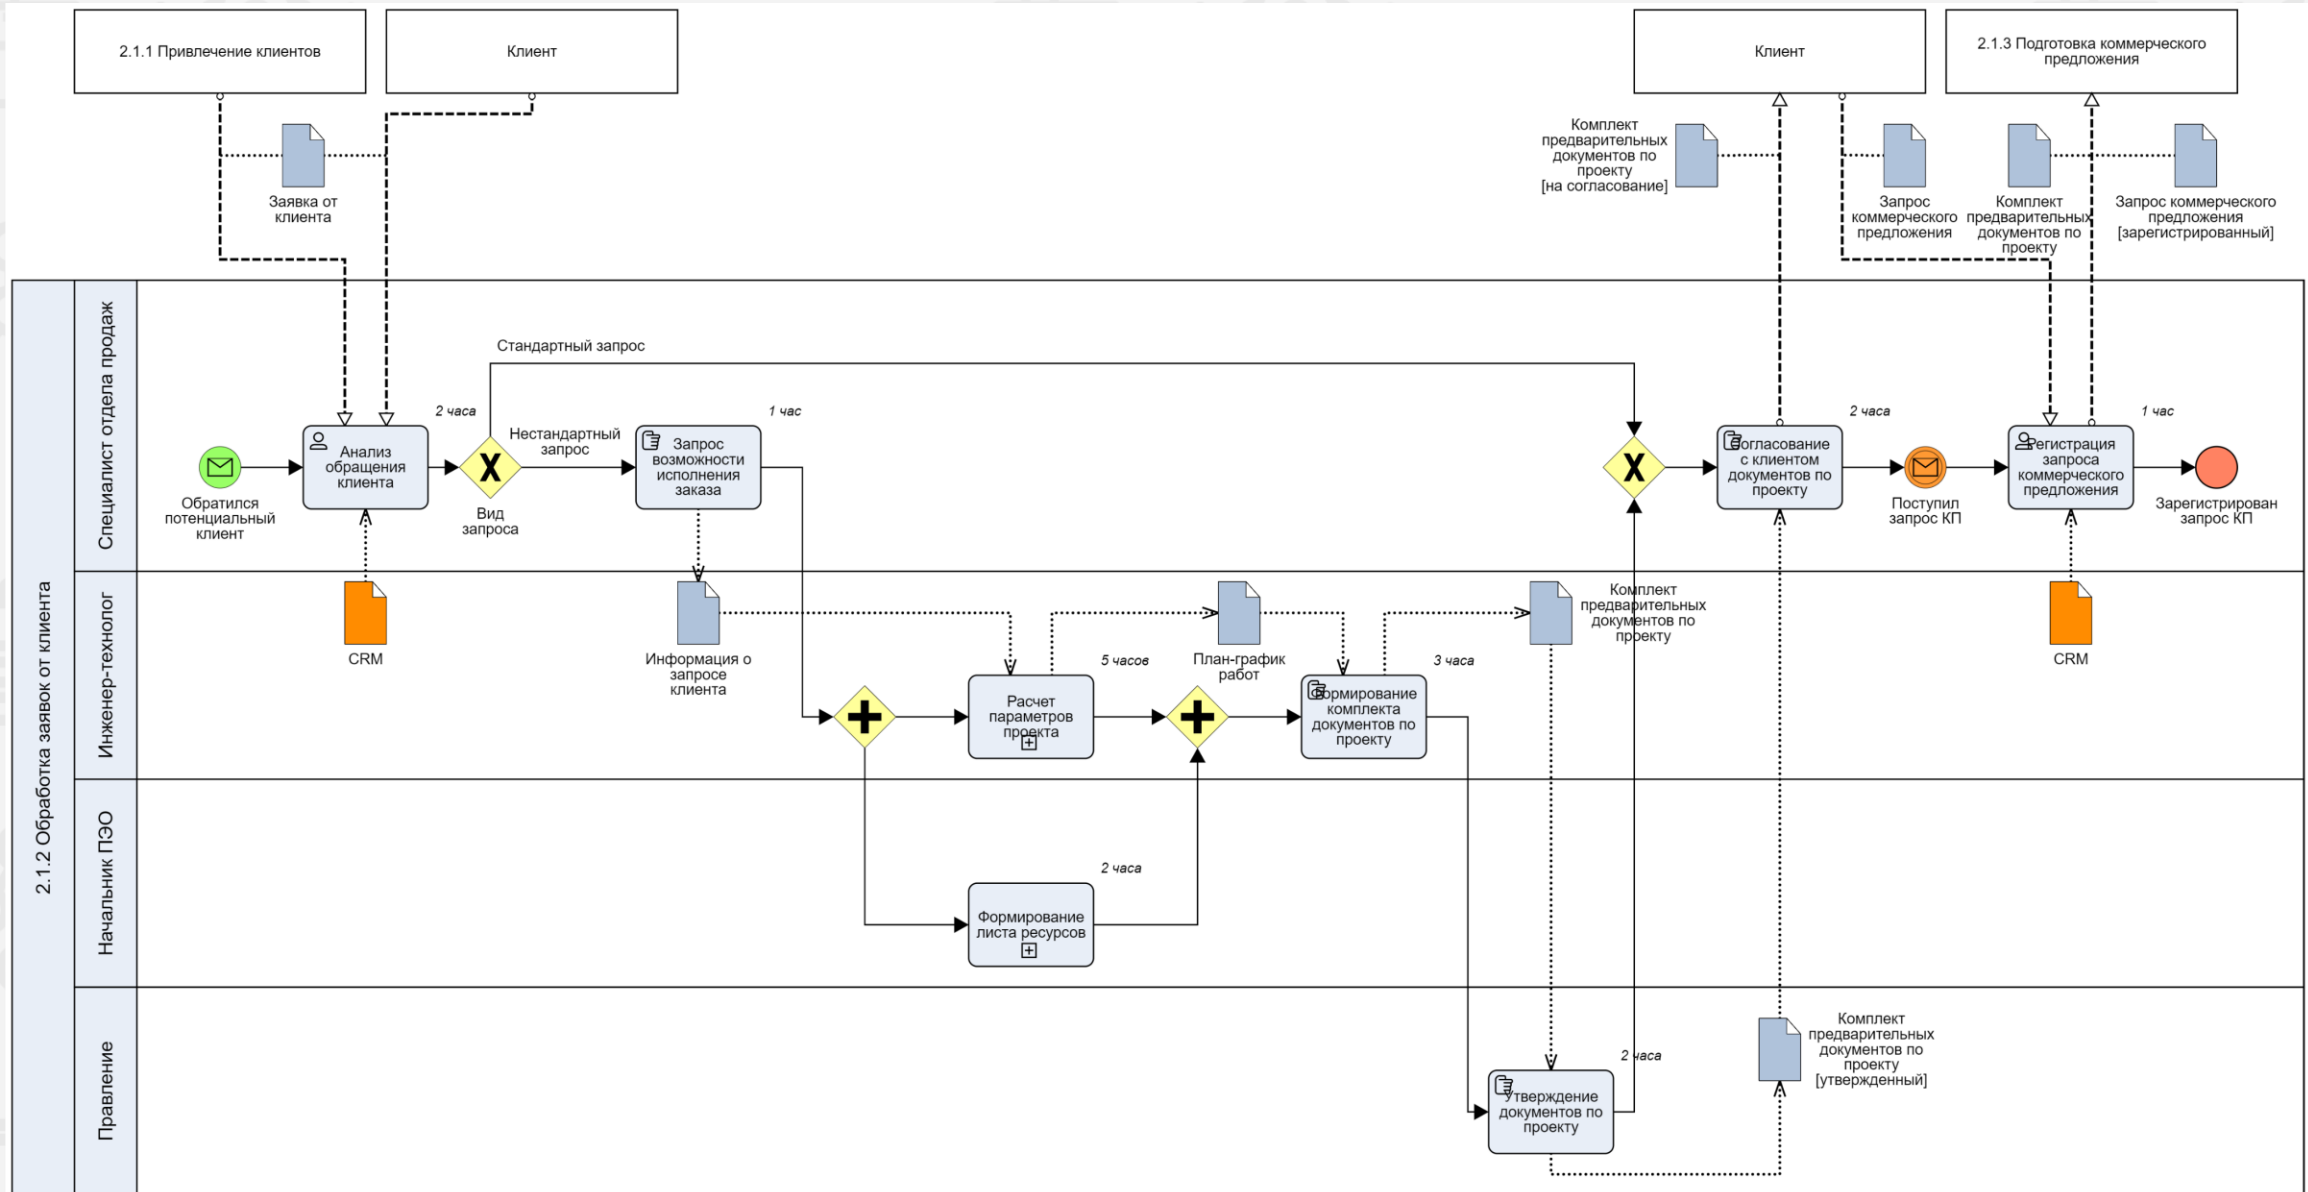 2.1.1 Привлечение клиентов
Клиент
Клиент
2.1.3 Подготовка коммерческого
предложения
Заявка от
клиента
Комплект
предварительных
документов по
проекту
[на согласование]
Запрос
коммерческого
предложения
Комплект
предварительных
документов по
проекту
Запрос коммерческого
предложения
[зарегистрированный]
2.1.2 Обработка заявок от клиента
Специалист отдела продаж
Стандартный запрос
Обратился
потенциальный
клиент
2 часа
Анализ
обращения
клиента
Вид
запроса
Нестандартный
запрос
1 час
Запрос
возможности
исполнения
заказа
2 часа
Согласование
с клиентом
документов по
проекту
Поступил
запрос КП
1 час
Регистрация
запроса
коммерческого
предложения
Зарегистрирован
запрос КП
Инженер-технолог
CRM
Информация о
запросе
клиента
5 часов
Расчет
параметров
проекта
План-график
работ
3 часа
Формирование
комплекта
документов по
проекту
Комплект
предварительных
документов по
проекту
CRM
Начальник ПЭО
2 часа
Формирование
листа ресурсов
Правление
2 часа
Утверждение
документов по
проекту
Комплект
предварительных
документов по
проекту
[утвержденный]